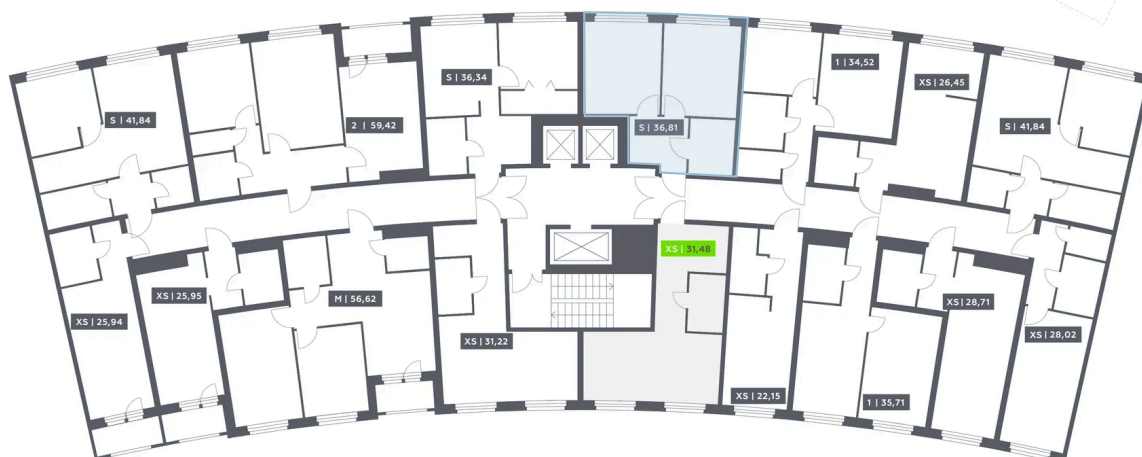 1 | 34,52
S | 36,34
XS | 26,45
S | 41,84
2 | 59,42
S | 36,81
S | 41,84
XS | 31,48
XS | 25,95
M | 56,62
XS | 28,71
XS | 25,94
XS | 31,22
XS | 28,02
XS | 22,15
1 | 35,71